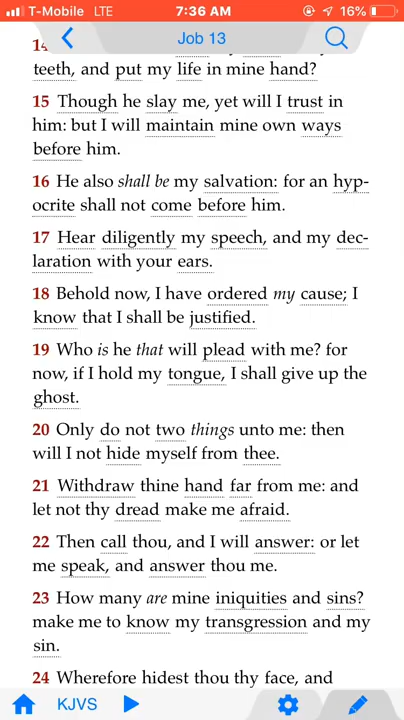 T-Mobile LTE 7:36 AM 16%
Job 13
14
teeth, and put my life in mine hand?
15 Though he slay me, yet will I trust in
him: but I will maintain mine own ways
before him.
16 He also shall be my salvation: for an hyp-
ocrite shall not come before him.
17 Hear diligently my speech, and my dec-
laration with your ears.
18 Behold now, I have ordered my cause; I
know that I shall be justified.
19 Who is he that will plead with me? for
now, if I hold my tongue, I shall give up the
ghost.
20 Only do not two things unto me: then
will I not hide myself from thee.
21 Withdraw thine hand far from me: and
let not thy dread make me afraid.
22 Then call thou, and I will answer: or let
me speak, and answer thou me.
23 How many are mine iniquities and sins?
make me to know my transgression and my
sin.
24 Wherefore hidest thou thy face, and
KJVS